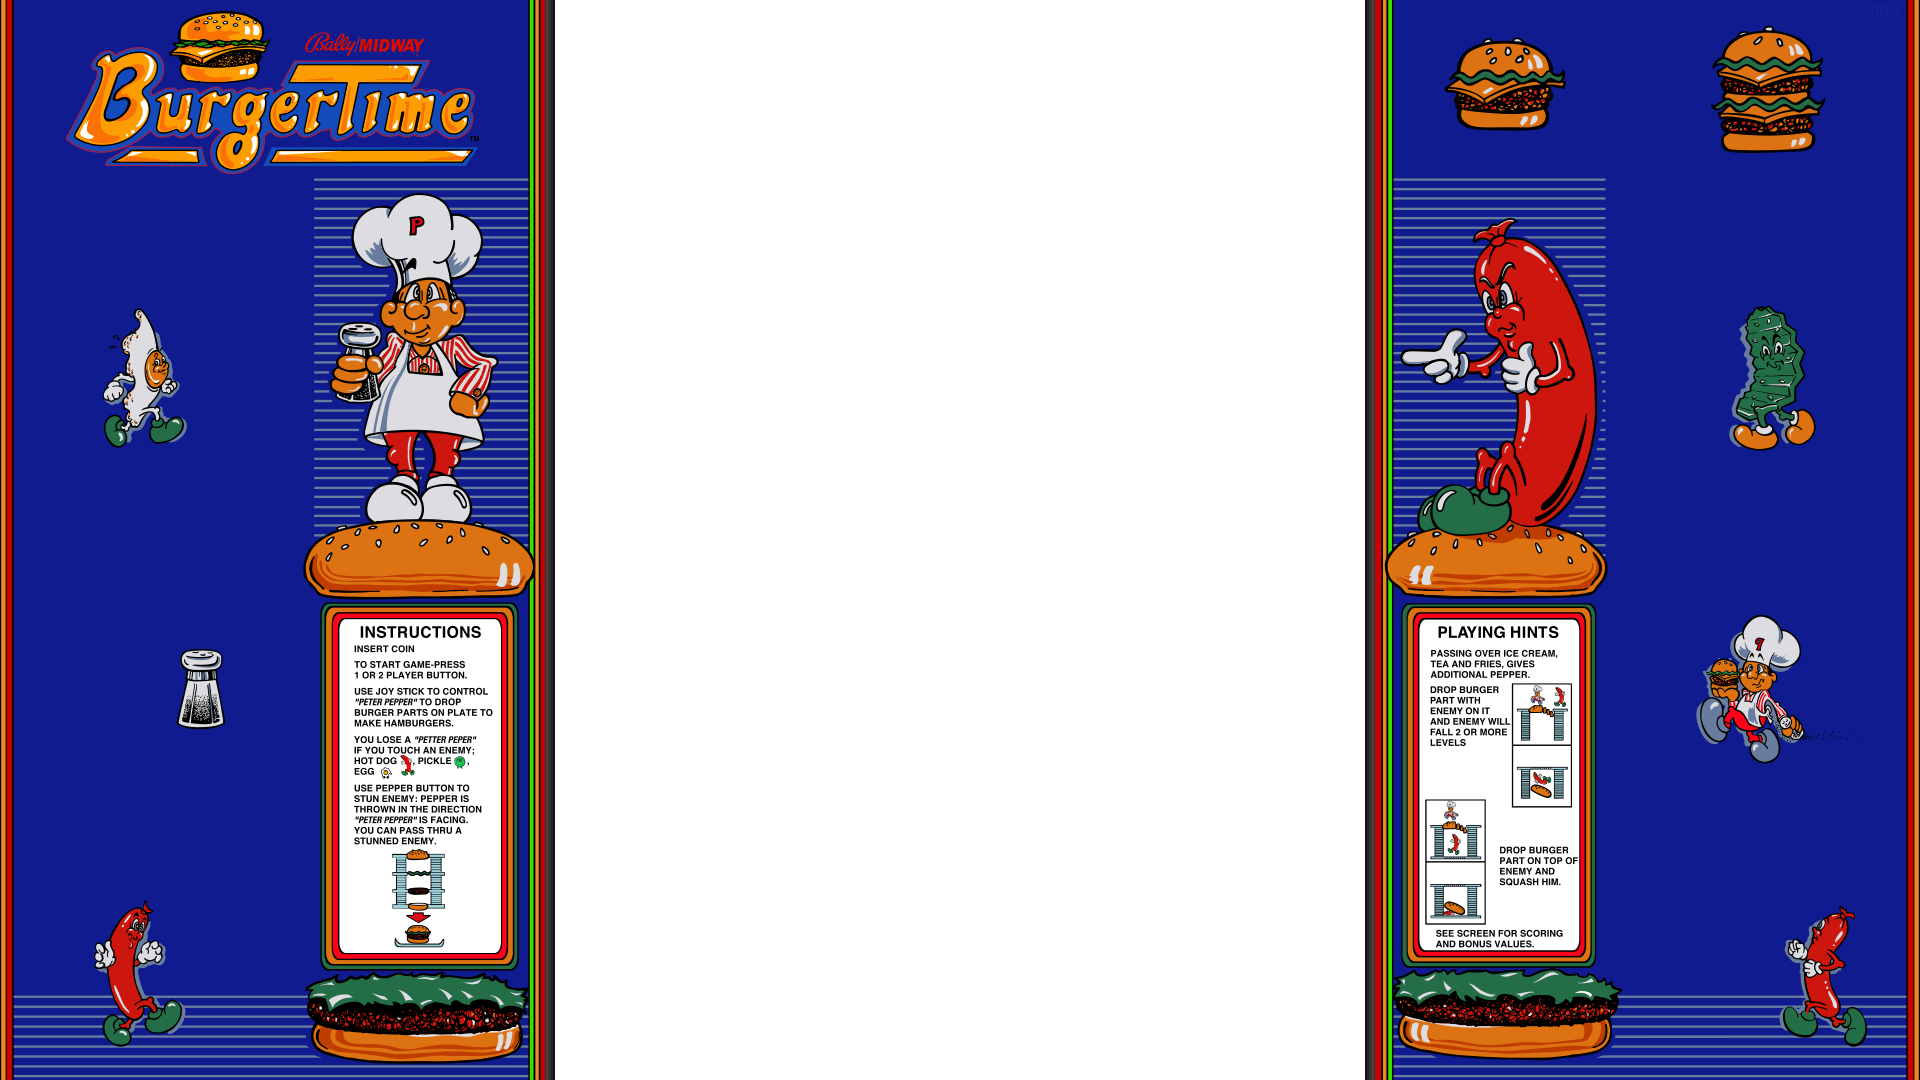 Bally MIDWAY
BurgerTime
TM
P
INSTRUCTIONS
INSERT COIN
TO START GAME-PRESS
1 OR 2 PLAYER BUTTON.
USE JOY STICK TO CONTROL
"PETER PEPPER" TO DROP
BURGER PARTS ON PLATE TO
MAKE HAMBURGERS.
YOU LOSE A "PETTER PEPER"
IF YOU TOUCH AN ENEMY;
HOT DOG , PICKLE ,
EGG
USE PEPPER BUTTON TO
STUN ENEMY: PEPPER IS
THROWN IN THE DIRECTION
"PETER PEPPER" IS FACING.
YOU CAN PASS THRU A
STUNNED ENEMY.
PLAYING HINTS
PASSING OVER ICE CREAM,
TEA AND FRIES, GIVES
ADDITIONAL PEPPER.
DROP BURGER
PART WITH
ENEMY ON IT
AND ENEMY WILL
FALL 2 OR MORE
LEVELS
DROP BURGER
PART ON TOP OF
ENEMY AND
SQUASH HIM.
SEE SCREEN FOR SCORING
AND BONUS VALUES.